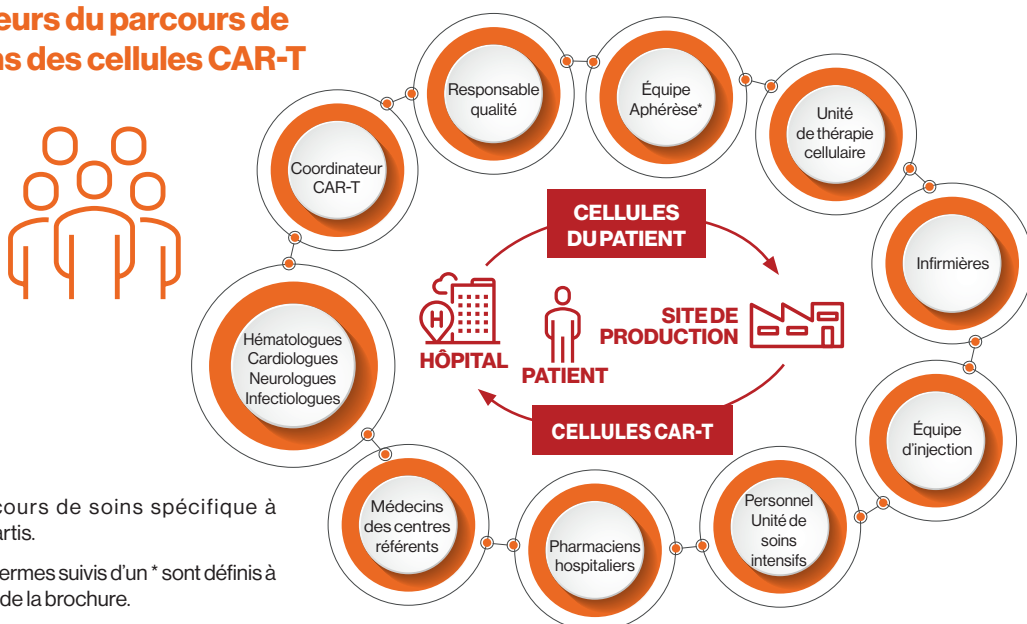 eurs du parcours de
ns des cellules CAR-T
Responsable
qualité
Équipe
Aphérèse*
Unité
de thérapie
cellulaire
Infirmières
Équipe
d'injection
Personnel
Unité de
soins
intensifs
Pharmaciens
hospitaliers
Médecins
des centres
référents
Hématologues
Cardiologues
Neurologues
Infectiologues
Coordinateur
CAR-T
CELLULES
DU PATIENT
H
HÔPITAL
PATIENT
SITE DE
PRODUCTION
CELLULES CAR-T
cours de soins spécifique à
artis.
ermes suivis d'un * sont définis à
de la brochure.